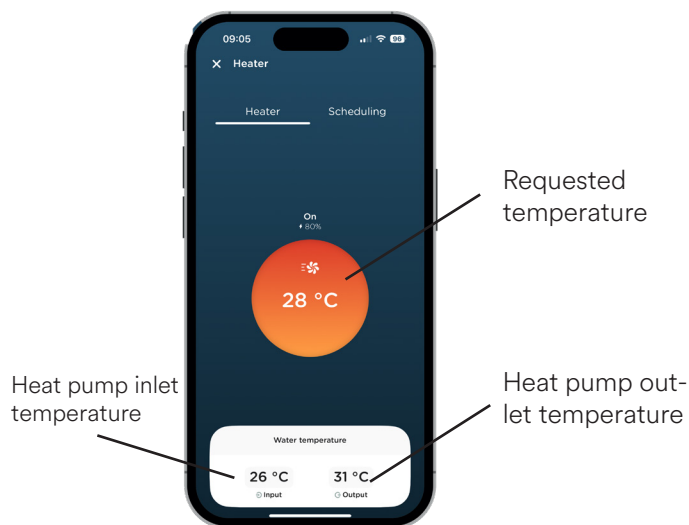 09:05
96
Heater
Heater Scheduling
On
80%
28 °C
Requested
temperature
Heat pump inlet
temperature
Heat pump out-
let temperature
Water temperature
26 °C 31 °C
Input Output